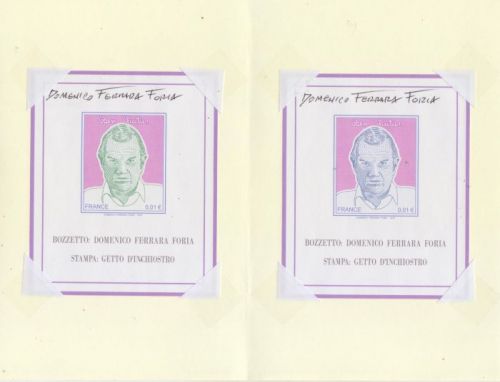 DOMENICO FERRARA FORIA
FRANCE 0.01 €
BOZZETTO: DOMENICO FERRARA FORIA
STAMPA: GETTO D'INCHIOSTRO
DOMENICO FERRARA FORIA
FRANCE 0.01 €
BOZZETTO: DOMENICO FERRARA FORIA
STAMPA: GETTO D'INCHIOSTRO